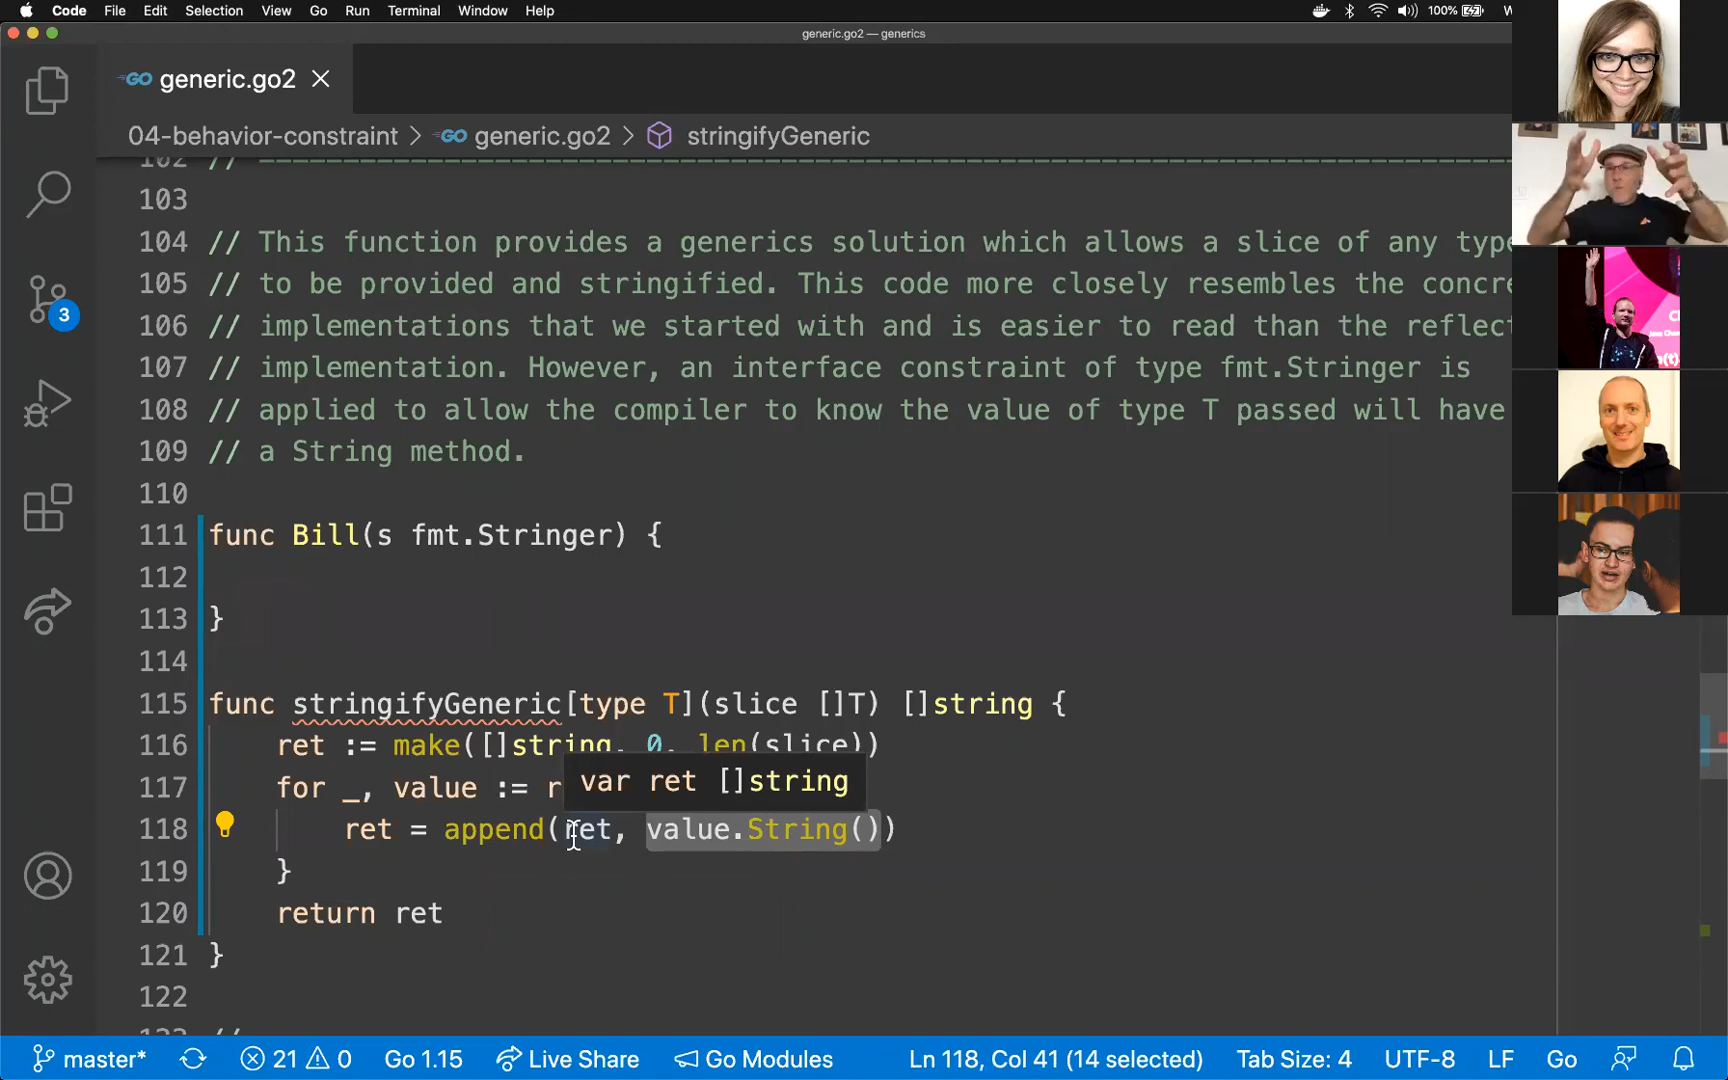 Code File Edit Selection View Go Run Terminal Window Help 100%
generic.go2 — generics
GO generic.go2
04-behavior-constraint > GO generic.go2 > stringifyGeneric
102 //
103
104 // This function provides a generics solution which allows a slice of any type
105 // to be provided and stringified. This code more closely resembles the concre
106 // implementations that we started with and is easier to read than the reflect
107 // implementation. However, an interface constraint of type fmt.Stringer is
108 // applied to allow the compiler to know the value of type T passed will have
109 // a String method.
110
111 func Bill(s fmt.Stringer) {
112
113 }
114
115 func stringifyGeneric[type T](slice []T) []string {
116 ret := make([]string, 0, len(slice))
117 for _, value := r
var ret []string
118 ret = append(ret, value.String())
119 }
120 return ret
121 }
122
3
master* 21 0 Go 1.15 Live Share Go Modules Ln 118, Col 41 (14 selected) Tab Size: 4 UTF-8 LF Go